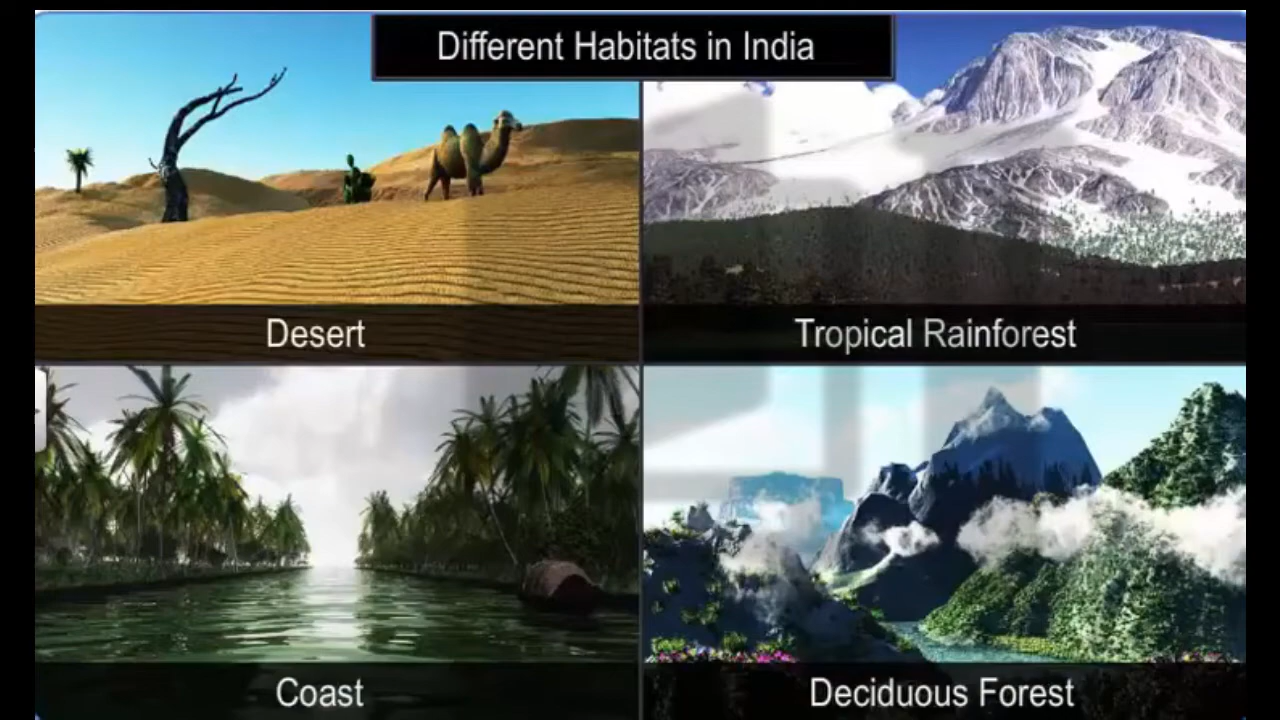 Different Habitats in India
Desert
Tropical Rainforest
Coast
Deciduous Forest